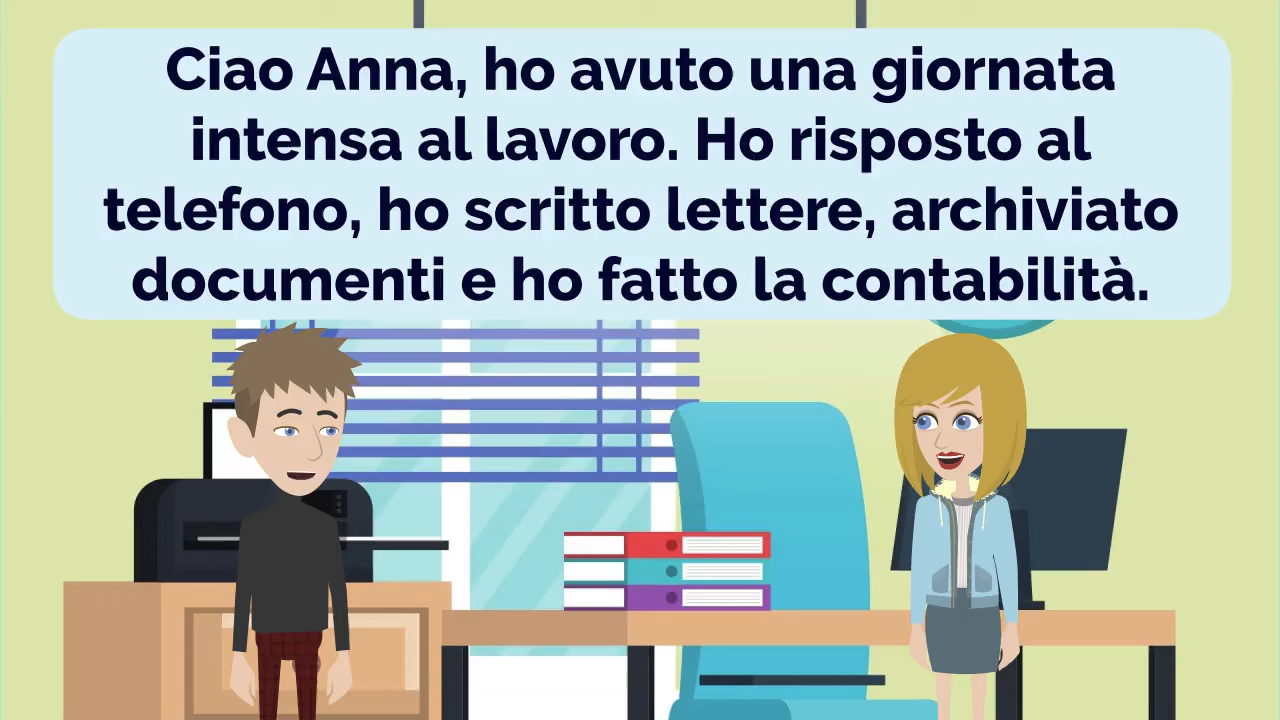 Ciao Anna, ho avuto una giornata
intensa al lavoro. Ho risposto al
telefono, ho scritto lettere, archiviato
documenti e ho fatto la contabilità.